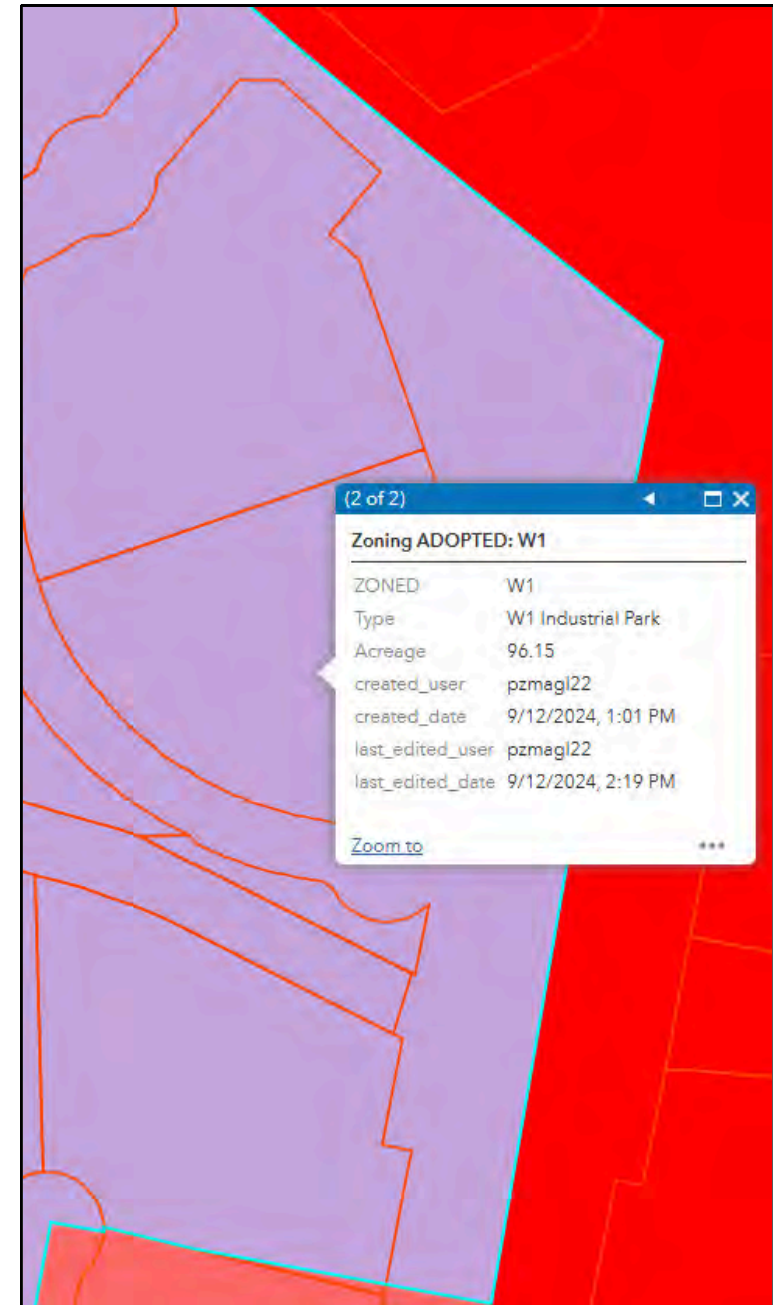 (2 of 2)
Zoning ADOPTED: W1
ZONED W1
Type W1 Industrial Park
Acreage 96.15
created_user pzmagl22
created_date 9/12/2024, 1:01 PM
last_edited_user pzmagl22
last_edited_date 9/12/2024, 2:19 PM
Zoom to